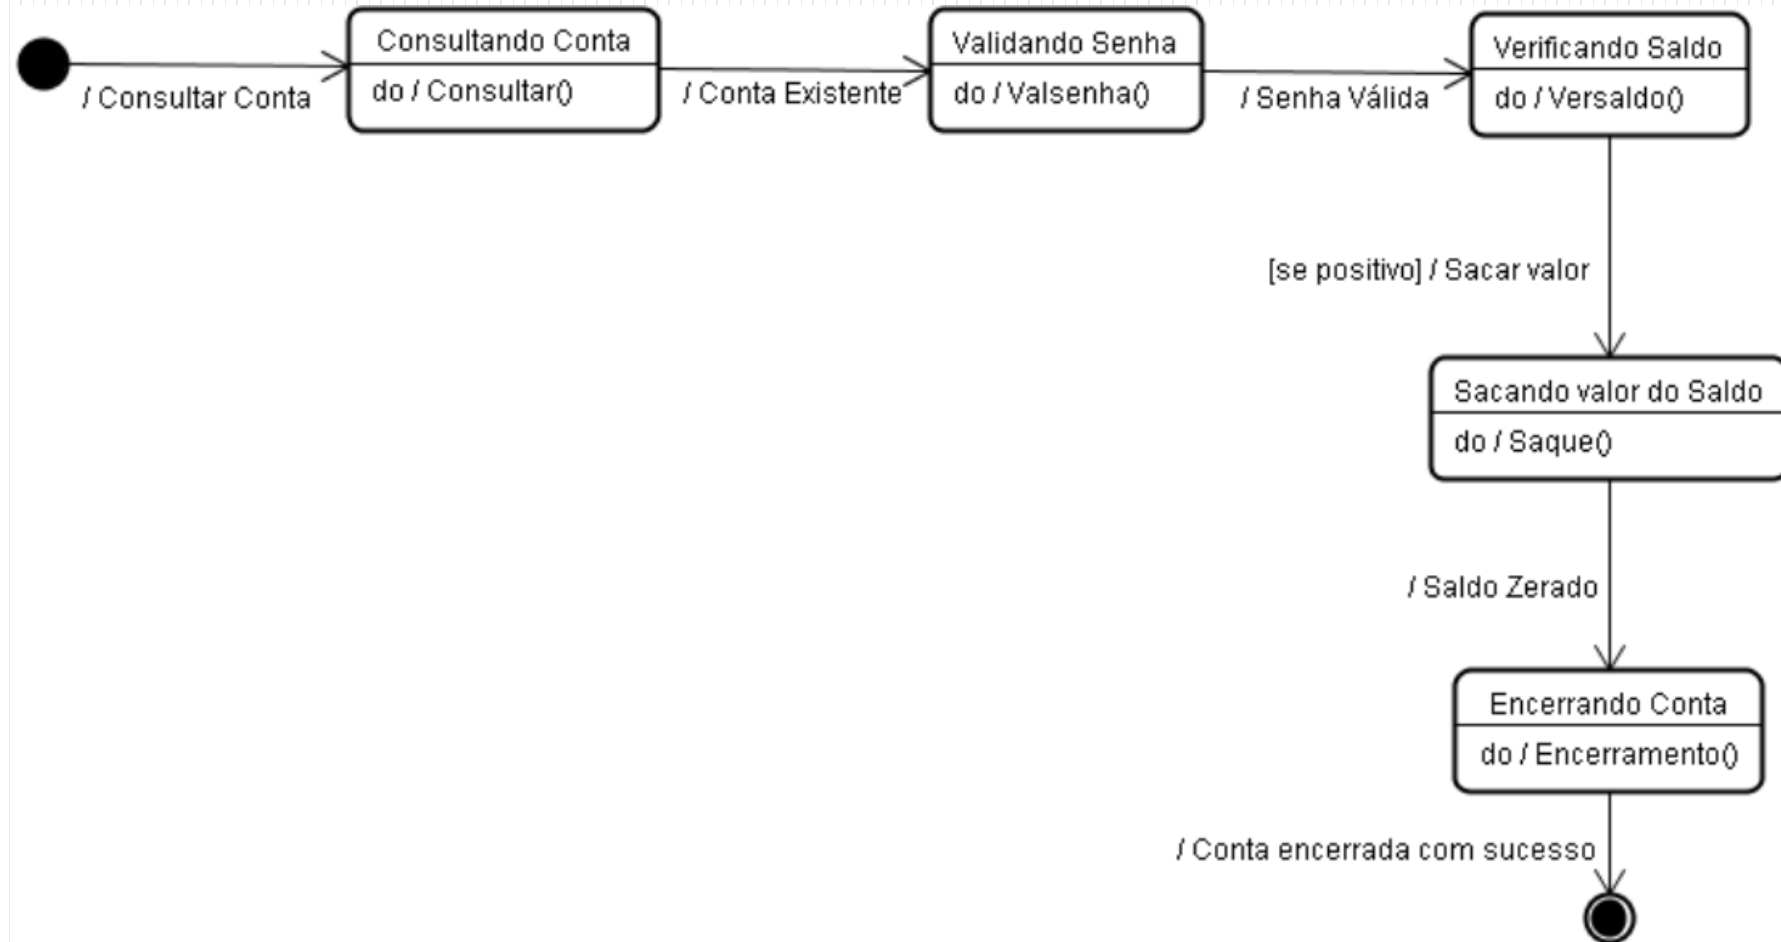 Consultando Conta
do / Consultar()
Validando Senha
do / Valsenha()
Verificando Saldo
do / Versaldo()
/ Consultar Conta
/ Conta Existente
/ Senha Válida
[se positivo] / Sacar valor
Sacando valor do Saldo
do / Saque()
/ Saldo Zerado
Encerrando Conta
do / Encerramento()
/ Conta encerrada com sucesso